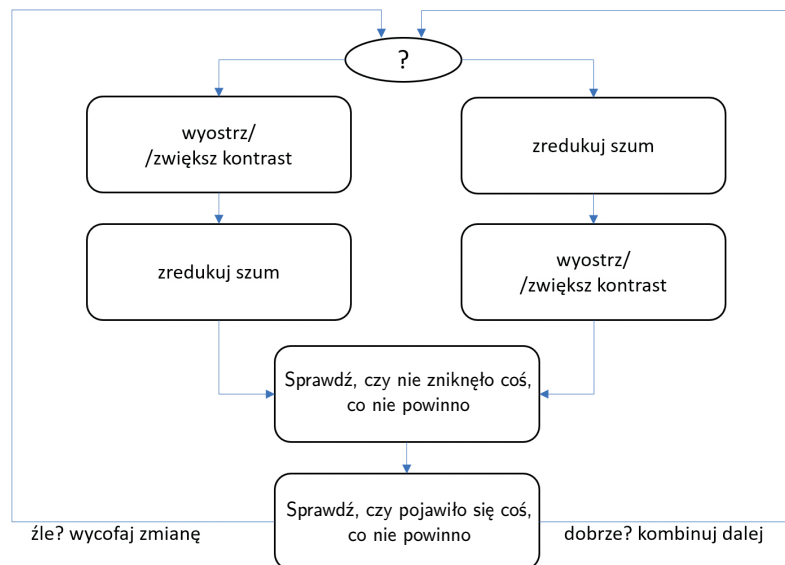 ?
wyostrz/
/zwiększ kontrast
zredukuj szum
zredukuj szum
wyostrz/
/zwiększ kontrast
Sprawdź, czy nie zniknęło coś,
co nie powinno
Sprawdź, czy pojawiło się coś,
co nie powinno
źle? wycofaj zmianę
dobrze? kombinuj dalej